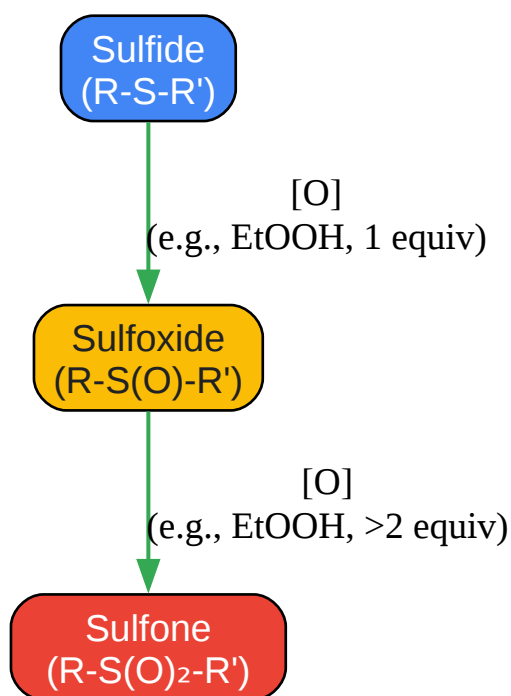 Sulfide
(R-S-R')
[O]
(e.g., EtOOH, 1 equiv)
Sulfoxide
(R-S(O)-R')
[O]
(e.g., EtOOH, >2 equiv)
Sulfone
(R-S(O)₂-R')